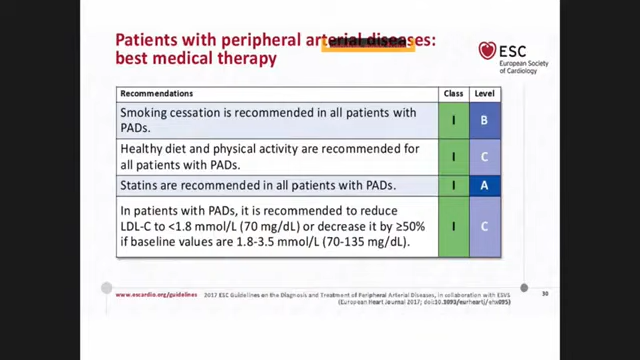 Patients with peripheral arterial diseases:
best medical therapy
ESC
European Society
of Cardiology
Recommendations Class Level
Smoking cessation is recommended in all patients with
PADs.
I B
Healthy diet and physical activity are recommended for
all patients with PADs.
I C
Statins are recommended in all patients with PADs. I A
In patients with PADs, it is recommended to reduce
LDL-C to <1.8 mmol/L (70 mg/dL) or decrease it by ≥50%
if baseline values are 1.8-3.5 mmol/L (70-135 mg/dL).
I C
www.escardio.org/guidelines
2017 ESC Guidelines on the Diagnosis and Treatment of Peripheral Arterial Diseases, in collaboration with ESVS
(European Heart Journal 2017; doi:10.1093/eurheartj/ehx095)
30